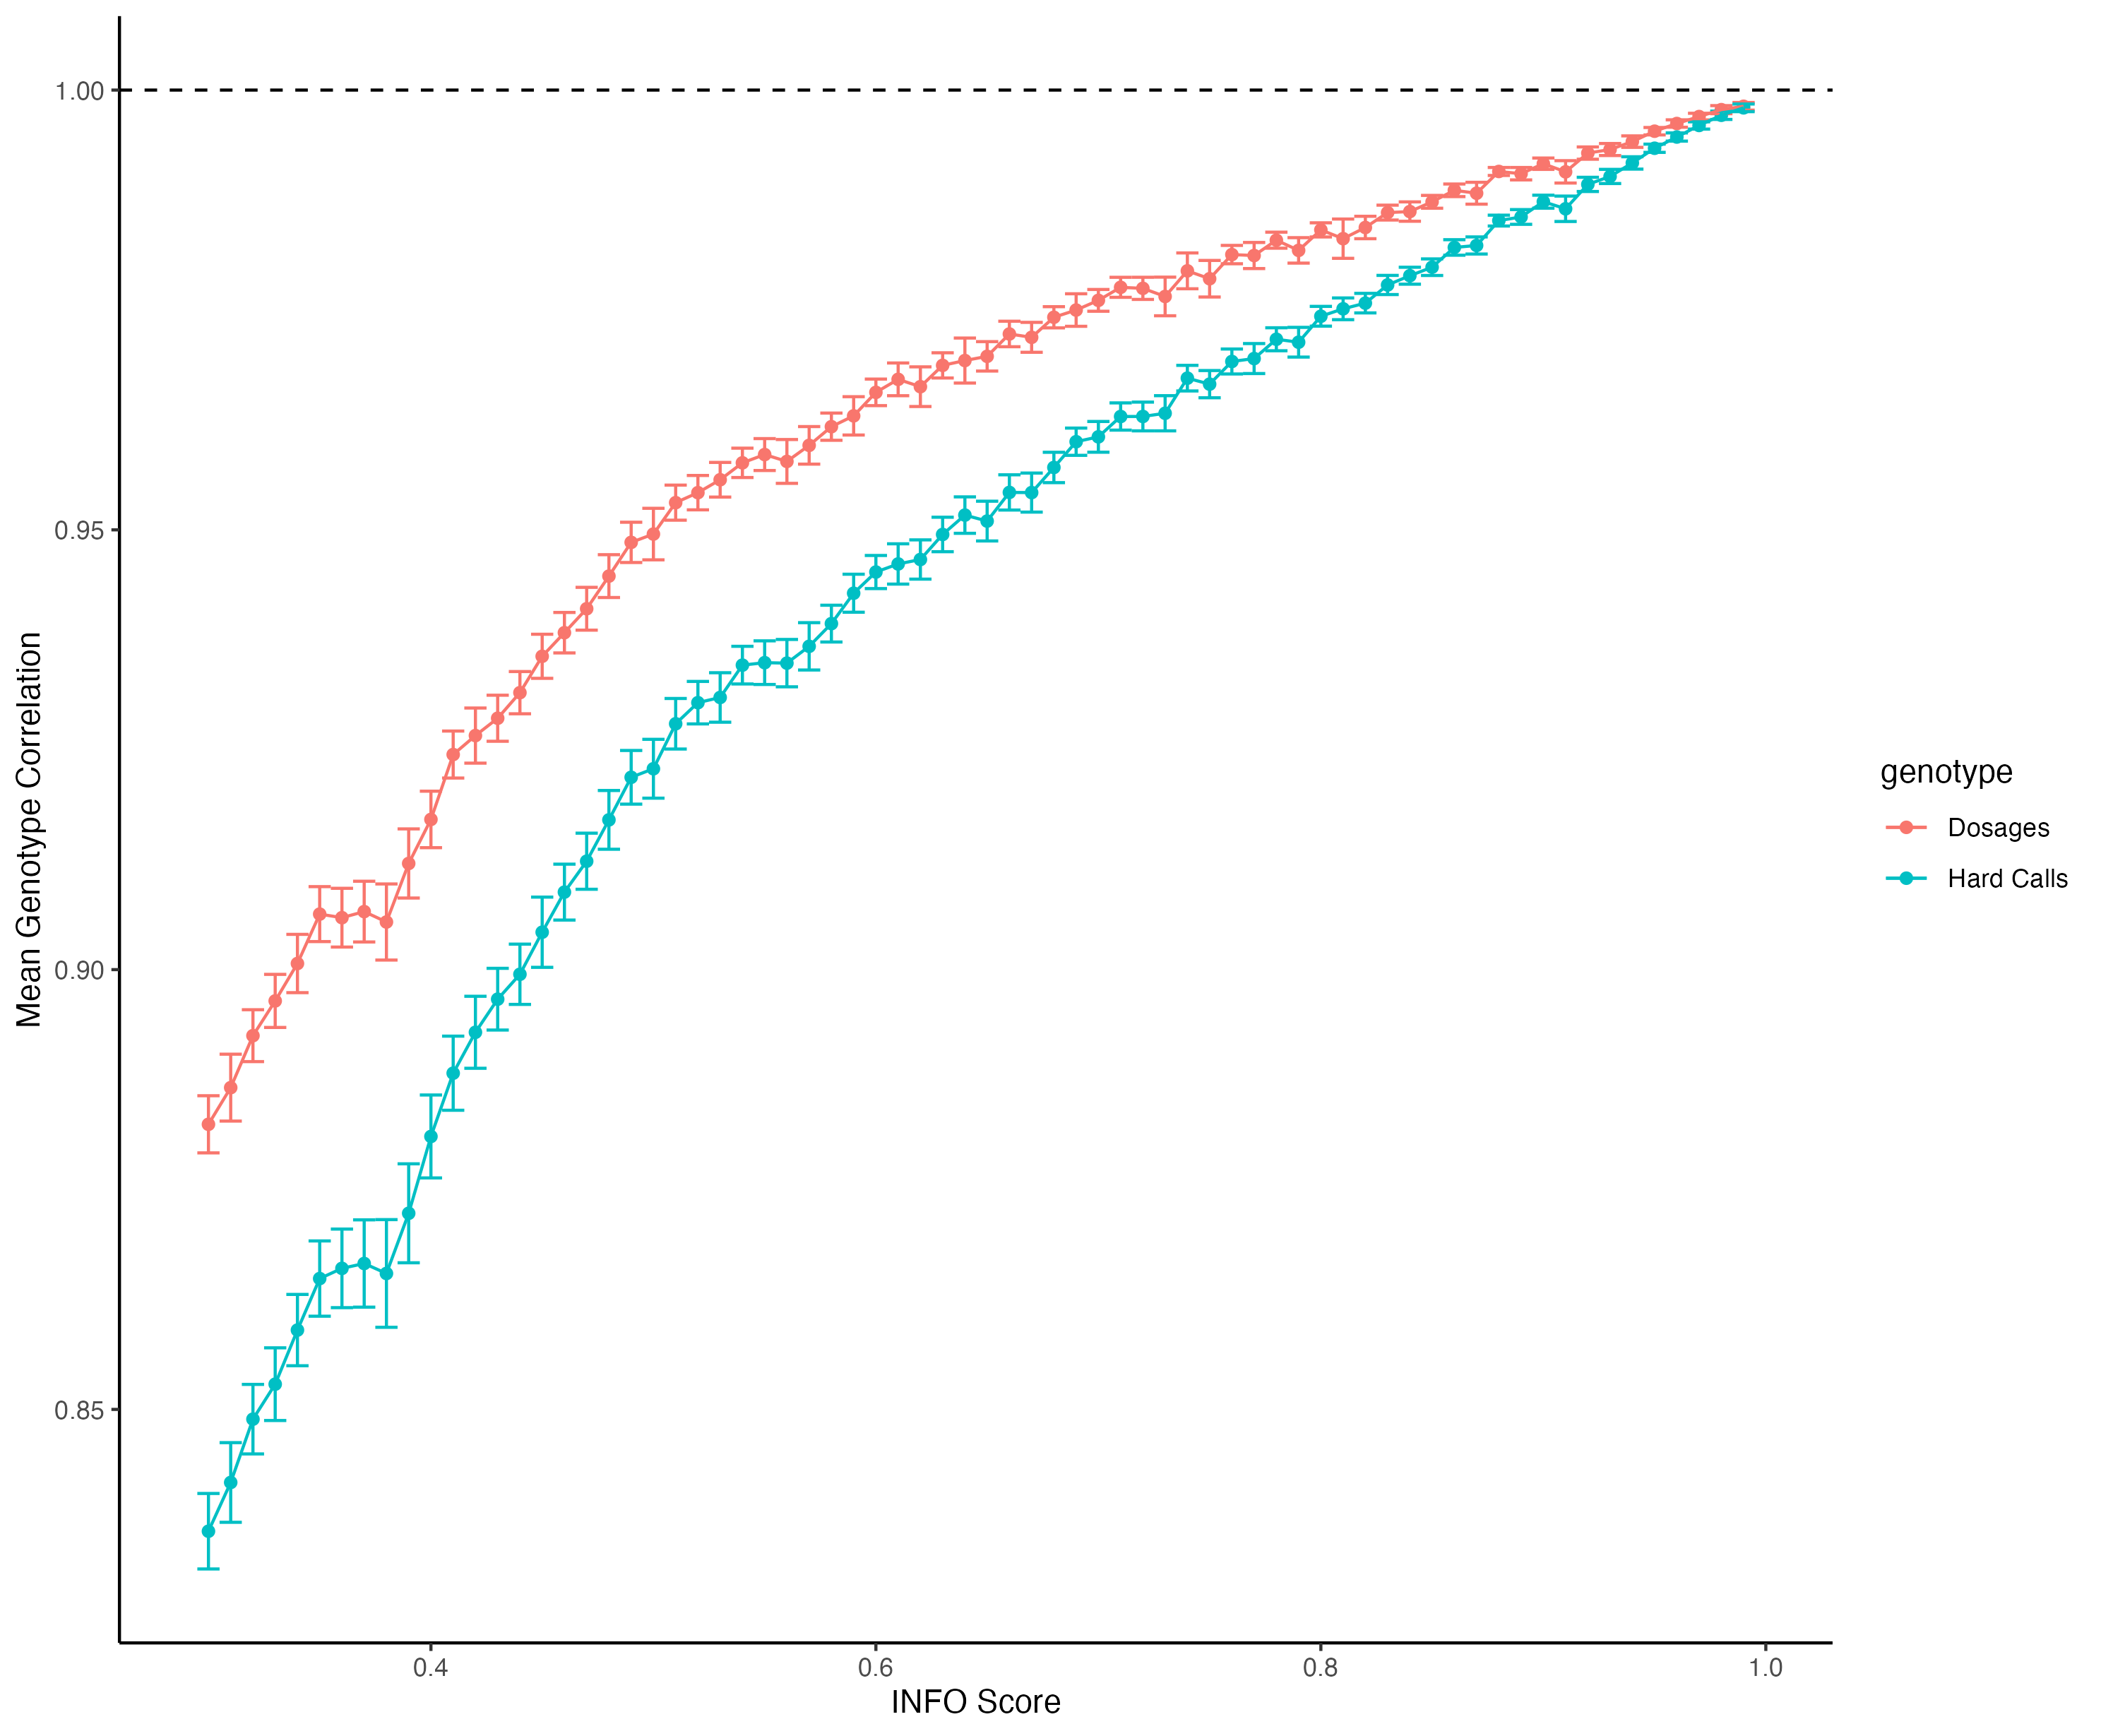 Mean Genotype Correlation
1.00
0.95
0.90
0.85
0.4
0.6
0.8
1.0
INFO Score
genotype
Dosages
Hard Calls